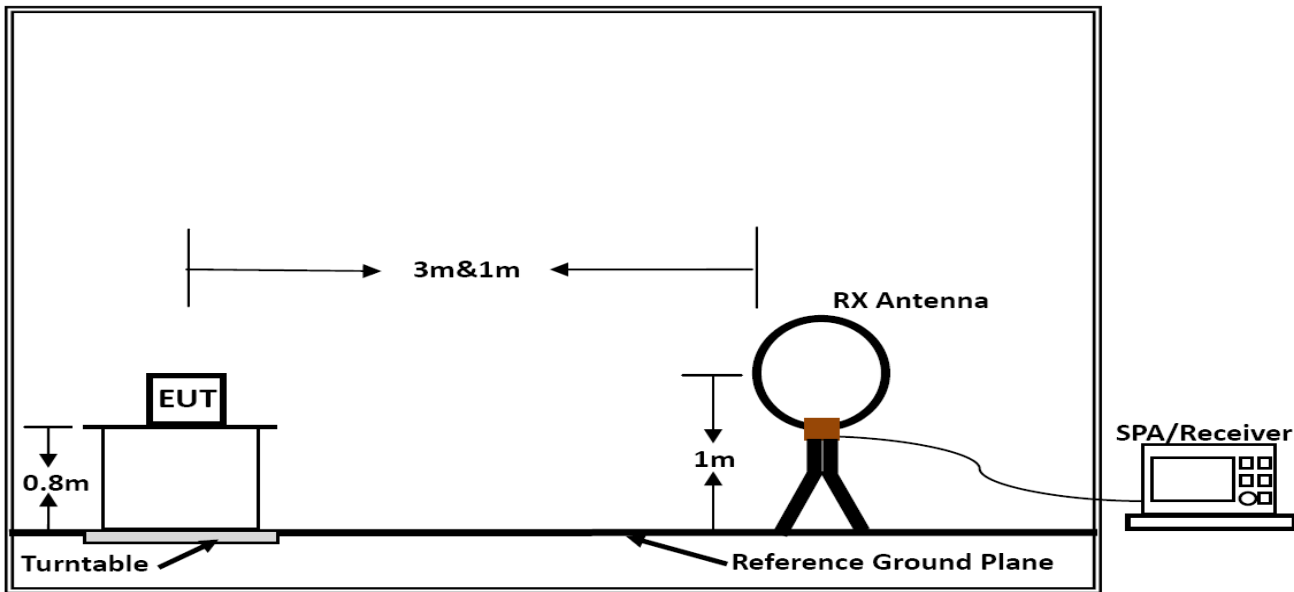 3m&1m
RX Antenna
EUT
SPA/Receiver
1m
0.8m
Turntable
Reference Ground Plane